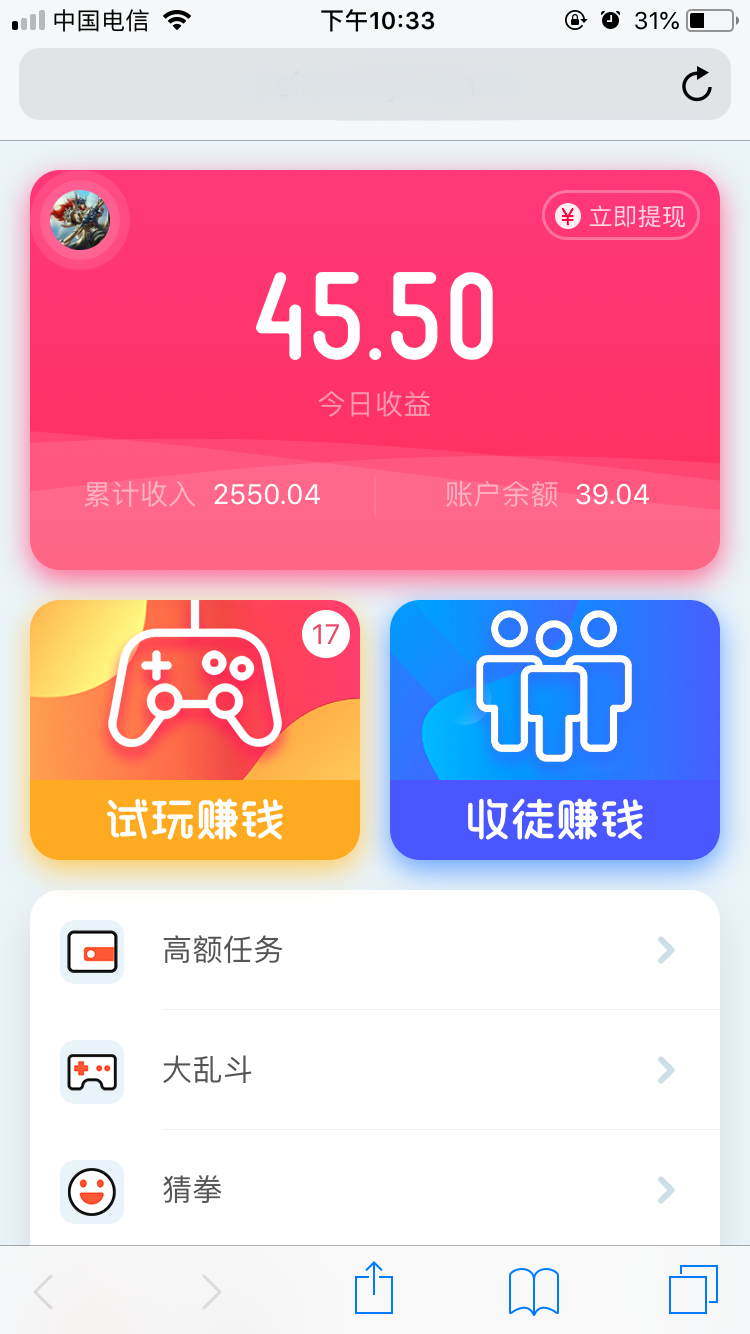 中国电信 下午10:33 31%
¥ 立即提现
45.50
今日收益
累计收入 2550.04 账户余额 39.04
17
试玩赚钱 收徒赚钱
高额任务
大乱斗
猜拳